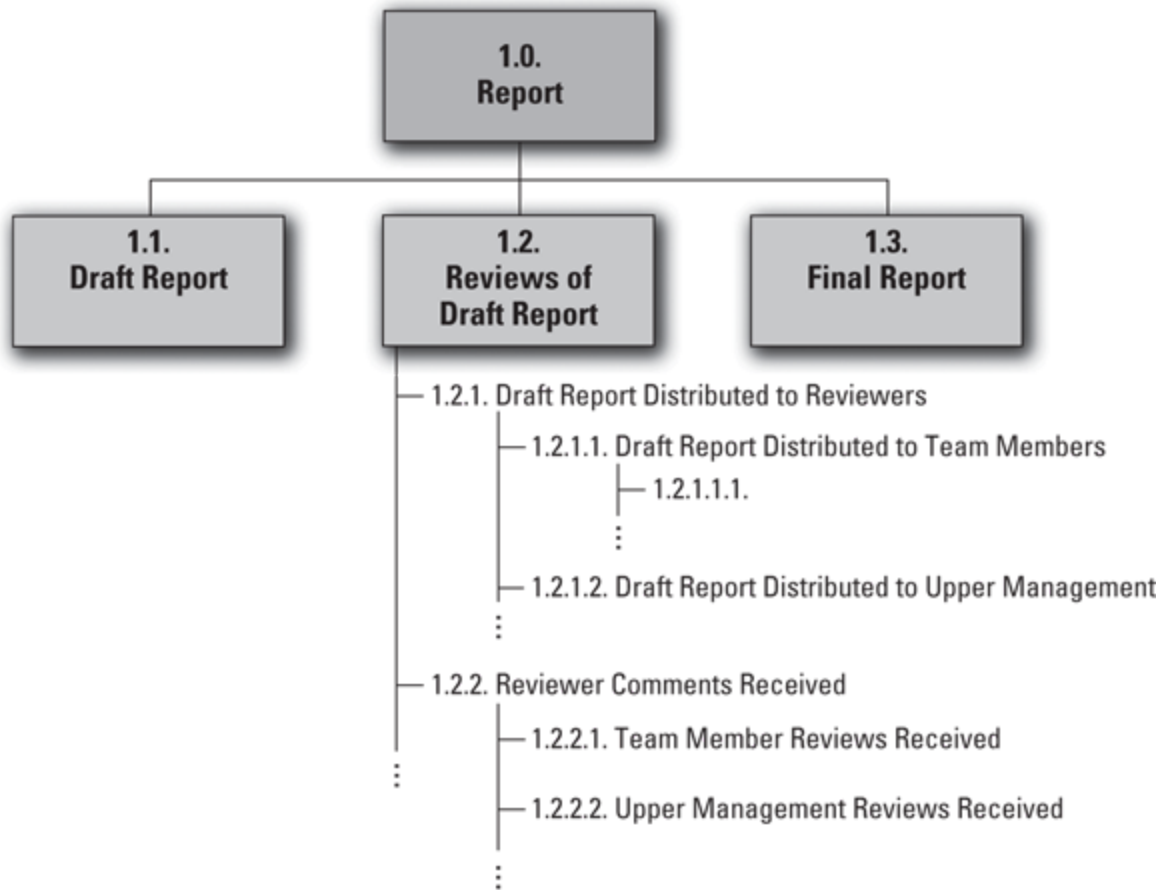 1.0.
Report
1.1.
Draft Report
1.2.
Reviews of
Draft Report
1.3.
Final Report
1.2.1. Draft Report Distributed to Reviewers
1.2.1.1. Draft Report Distributed to Team Members
1.2.1.1.1.
1.2.1.2. Draft Report Distributed to Upper Management
1.2.2. Reviewer Comments Received
1.2.2.1. Team Member Reviews Received
1.2.2.2. Upper Management Reviews Received